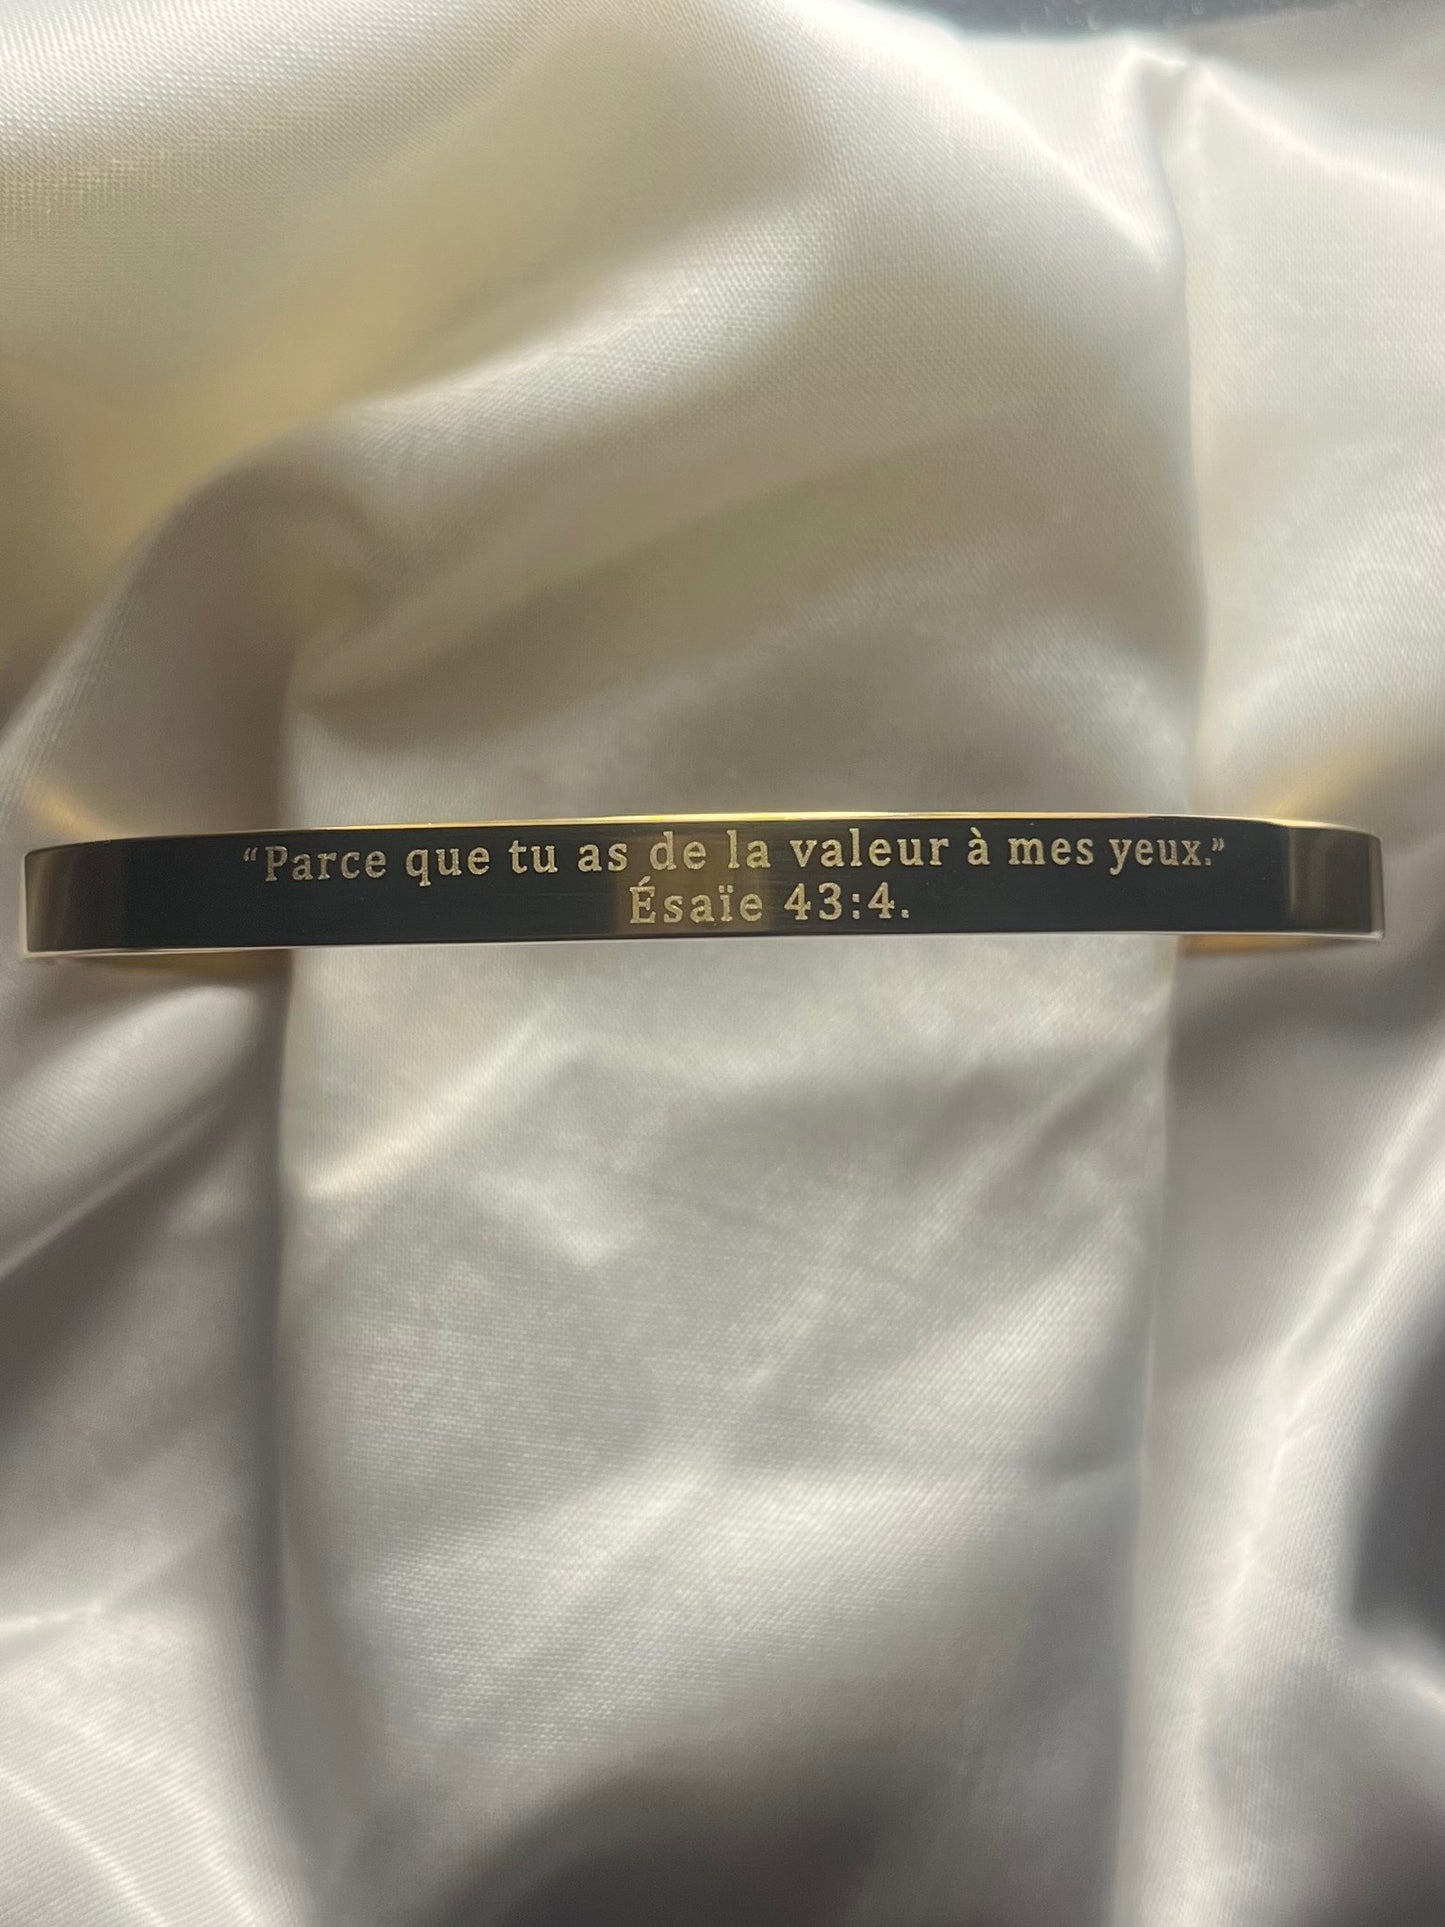 “Parce que tu as de la valeur à mes yeux.”
Ésaïe 43:4.